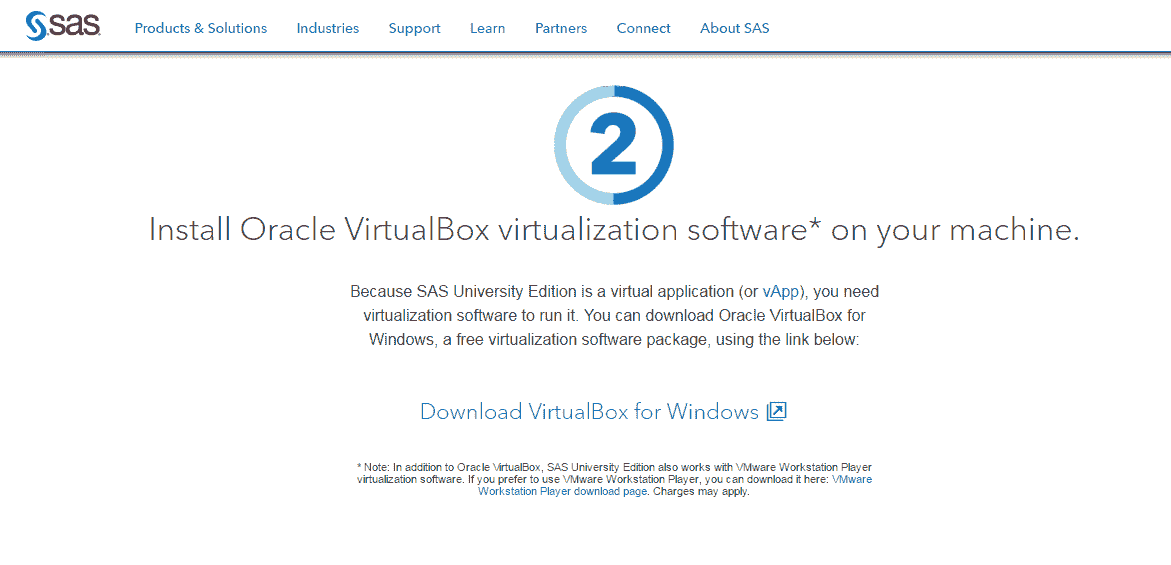 sas
Products & Solutions Industries Support Learn Partners Connect About SAS
2
Install Oracle VirtualBox virtualization software* on your machine.
Because SAS University Edition is a virtual application (or vApp), you need
virtualization software to run it. You can download Oracle VirtualBox for
Windows, a free virtualization software package, using the link below:
Download VirtualBox for Windows
* Note: In addition to Oracle VirtualBox, SAS University Edition also works with VMware Workstation Player
virtualization software. If you prefer to use VMware Workstation Player, you can download it here: VMware
Workstation Player download page. Charges may apply.